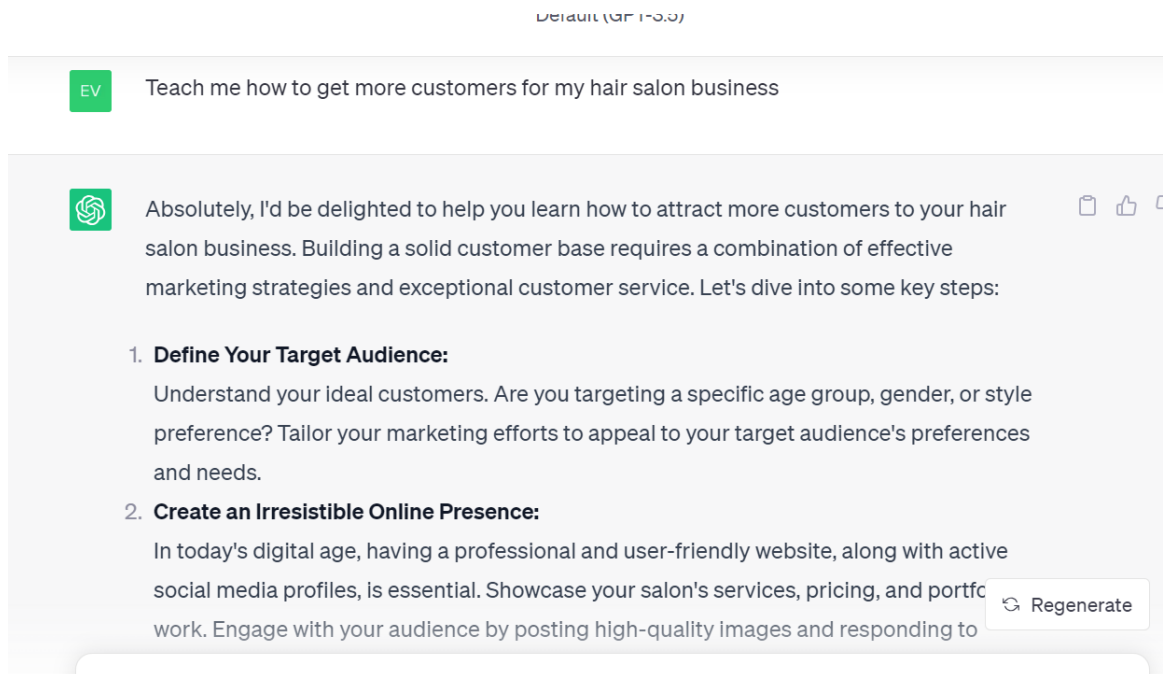 Default (GPT-3.5)
EV
Teach me how to get more customers for my hair salon business
Absolutely, I'd be delighted to help you learn how to attract more customers to your hair
salon business. Building a solid customer base requires a combination of effective
marketing strategies and exceptional customer service. Let's dive into some key steps:
1. Define Your Target Audience:
Understand your ideal customers. Are you targeting a specific age group, gender, or style
preference? Tailor your marketing efforts to appeal to your target audience's preferences
and needs.
2. Create an Irresistible Online Presence:
In today's digital age, having a professional and user-friendly website, along with active
social media profiles, is essential. Showcase your salon's services, pricing, and portfo
Regenerate
work. Engage with your audience by posting high-quality images and responding to